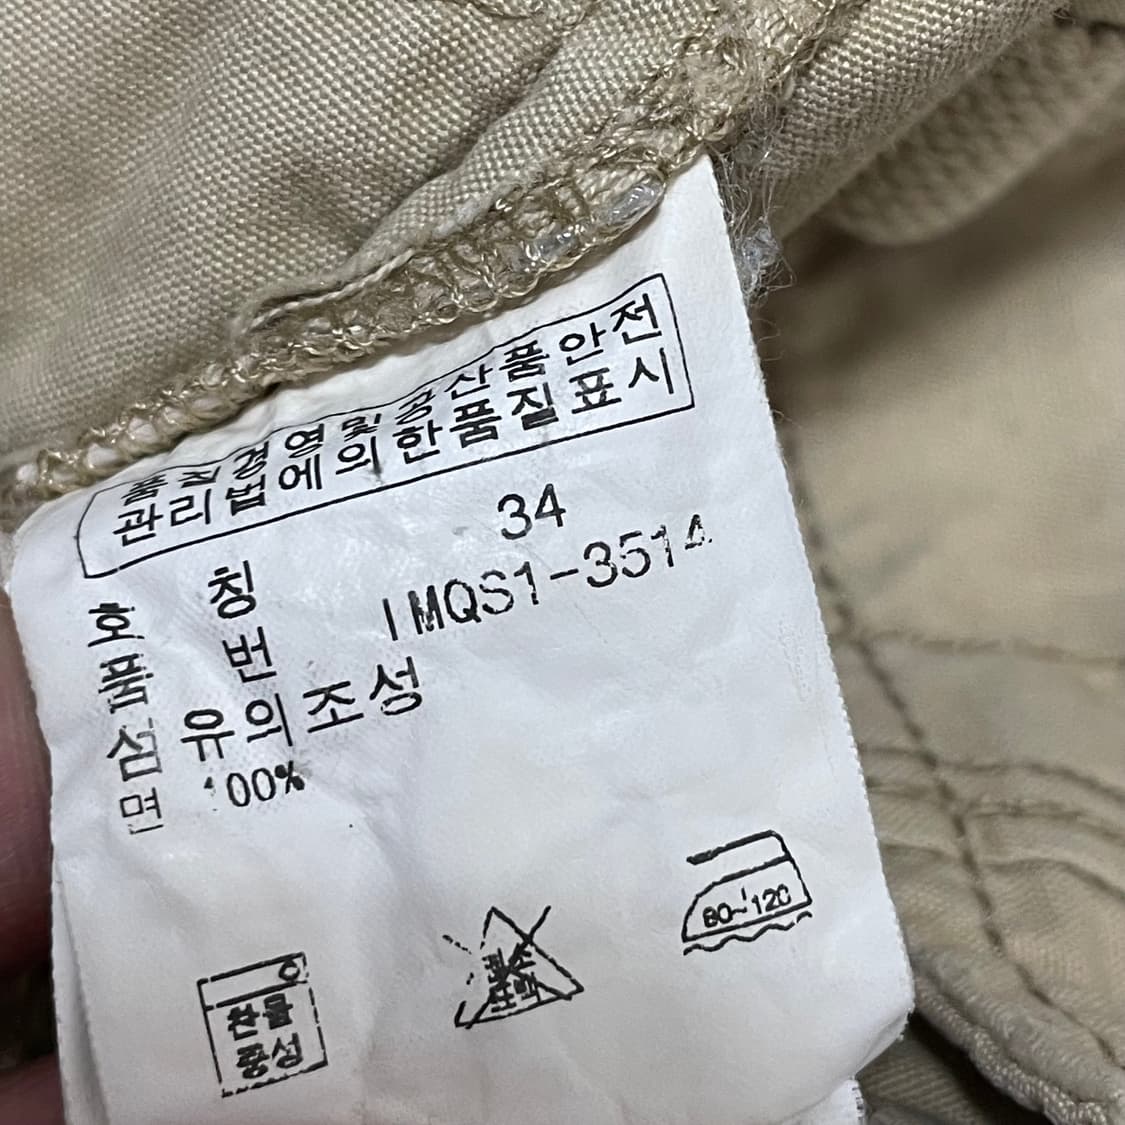 품질경영및공산품안전
관리법에의한품질표시
호칭 34
품번 IMQS1-3514
섬유의조성
면 100%
80~120
찬물
중성